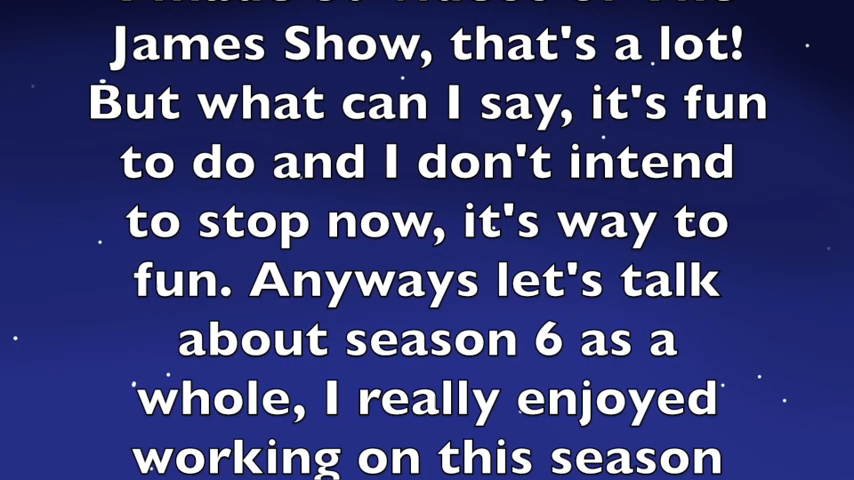 James Show, that's a lot!
But what can I say, it's fun
to do and I don't intend
to stop now, it's way to
fun. Anyways let's talk
about season 6 as a
whole, I really enjoyed
working on this season